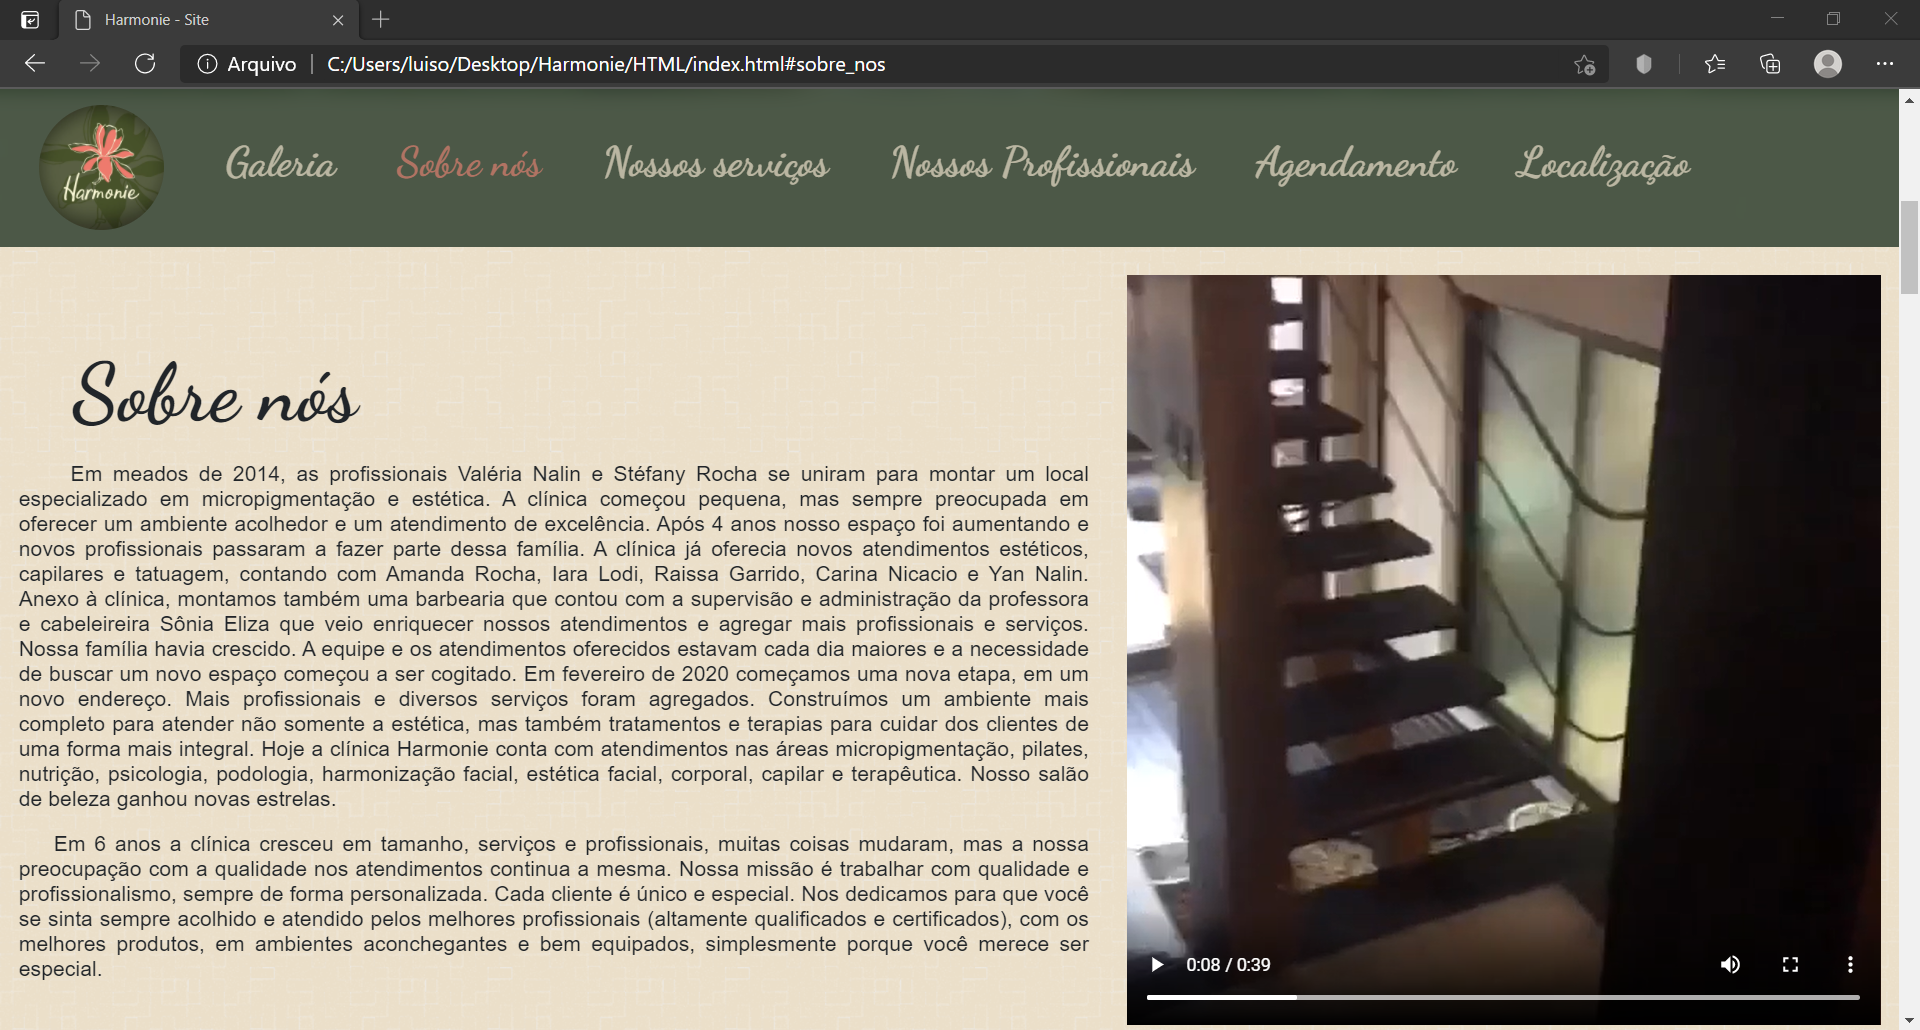 Harmonie - Site
Arquivo
C:/Users/luiso/Desktop/Harmonie/HTML/index.html#sobre_nos
Harmonie
Galeria
Sobre nós
Nossos serviços
Nossos Profissionais
Agendamento
Localização
Sobre nós
Em meados de 2014, as profissionais Valéria Nalin e Stéfany Rocha se uniram para montar um local
especializado em micropigmentação e estética. A clínica começou pequena, mas sempre preocupada em
oferecer um ambiente acolhedor e um atendimento de excelência. Após 4 anos nosso espaço foi aumentando e
novos profissionais passaram a fazer parte dessa família. A clínica já oferecia novos atendimentos estéticos,
capilares e tatuagem, contando com Amanda Rocha, Iara Lodi, Raissa Garrido, Carina Nicacio e Yan Nalin.
Anexo à clínica, montamos também uma barbearia que contou com a supervisão e administração da professora
e cabeleireira Sônia Eliza que veio enriquecer nossos atendimentos e agregar mais profissionais e serviços.
Nossa família havia crescido. A equipe e os atendimentos oferecidos estavam cada dia maiores e a necessidade
de buscar um novo espaço começou a ser cogitado. Em fevereiro de 2020 começamos uma nova etapa, em um
novo endereço. Mais profissionais e diversos serviços foram agregados. Construímos um ambiente mais
completo para atender não somente a estética, mas também tratamentos e terapias para cuidar dos clientes de
uma forma mais integral. Hoje a clínica Harmonie conta com atendimentos nas áreas micropigmentação, pilates,
nutrição, psicologia, podologia, harmonização facial, estética facial, corporal, capilar e terapêutica. Nosso salão
de beleza ganhou novas estrelas.
Em 6 anos a clínica cresceu em tamanho, serviços e profissionais, muitas coisas mudaram, mas a nossa
preocupação com a qualidade nos atendimentos continua a mesma. Nossa missão é trabalhar com qualidade e
profissionalismo, sempre de forma personalizada. Cada cliente é único e especial. Nos dedicamos para que você
se sinta sempre acolhido e atendido pelos melhores profissionais (altamente qualificados e certificados), com os
melhores produtos, em ambientes aconchegantes e bem equipados, simplesmente porque você merece ser
especial.
0:08 / 0:39